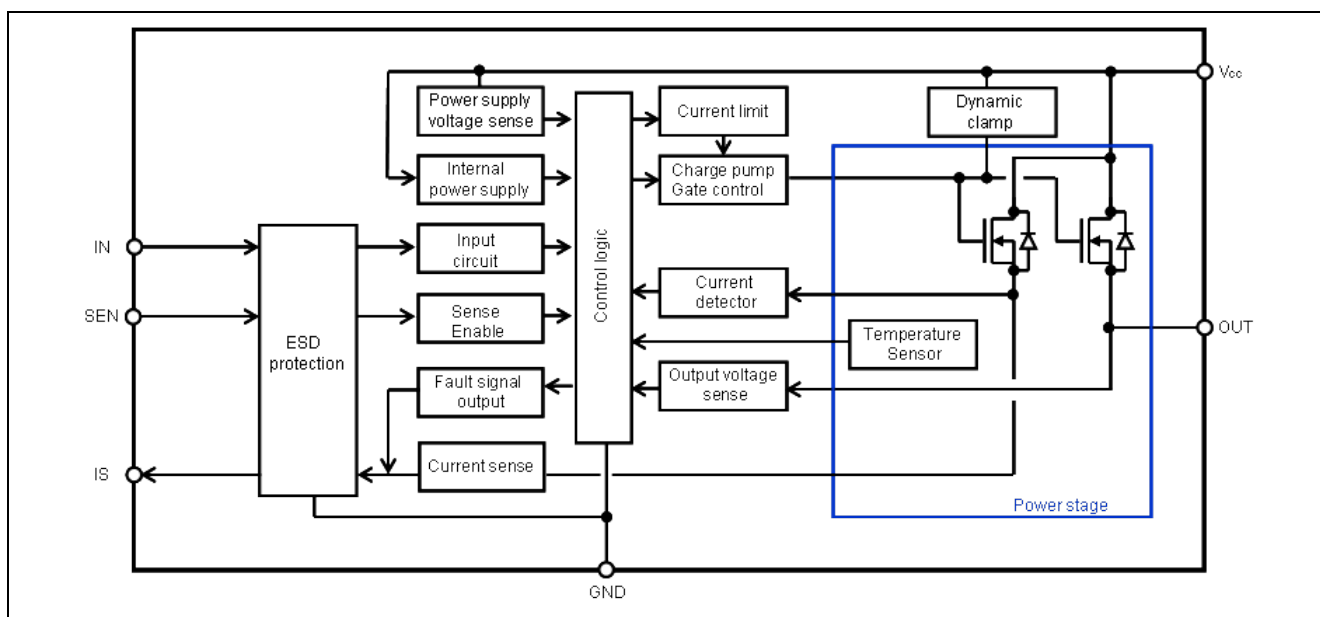 Vcc
Power supply
voltage sense
Current limit
Dynamic
clamp
Internal
power supply
Charge pump
Gate control
IN
Input
circuit
Control logic
SEN
Sense
Enable
Current
detector
OUT
ESD
protection
Temperature
Sensor
Fault signal
output
Output voltage
sense
IS
Current sense
Power stage
GND